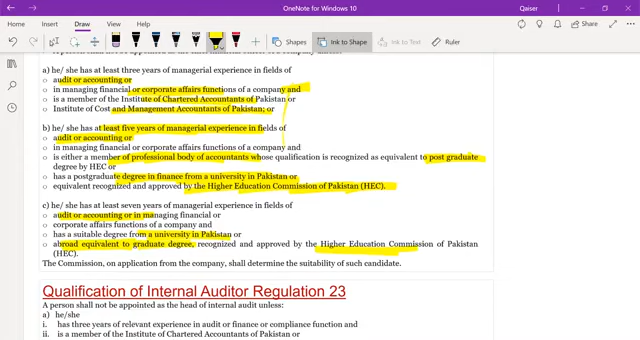 OneNote for Windows 10
Qaiser
Home Insert Draw View Help
Shapes Ink to Shape Ink to Text Ruler
a) he/ she has at least three years of managerial experience in fields of
o audit or accounting or
o in managing financial or corporate affairs functions of a company and
o is a member of the Institute of Chartered Accountants of Pakistan or
o Institute of Cost and Management Accountants of Pakistan; or
b) he/she has at least five years of managerial experience in fields of
o audit or accounting or
o in managing financial or corporate affairs functions of a company and
o is either a member of professional body of accountants whose qualification is recognized as equivalent to post graduate
degree by HEC or
o has a postgraduate degree in finance from a university in Pakistan or
o equivalent recognized and approved by the Higher Education Commission of Pakistan (HEC).
c) he/she has at least seven years of managerial experience in fields of
o audit or accounting or in managing financial or
o corporate affairs functions of a company and
o has a suitable degree from a university in Pakistan or
o abroad equivalent to graduate degree, recognized and approved by the Higher Education Commission of Pakistan
(HEC).
The Commission, on application from the company, shall determine the suitability of such candidate.
Qualification of Internal Auditor Regulation 23
A person shall not be appointed as the head of internal audit unless:
a) he/she
i. has three years of relevant experience in audit or finance or compliance function and
ii. is a member of the Institute of Chartered Accountants of Pakistan or